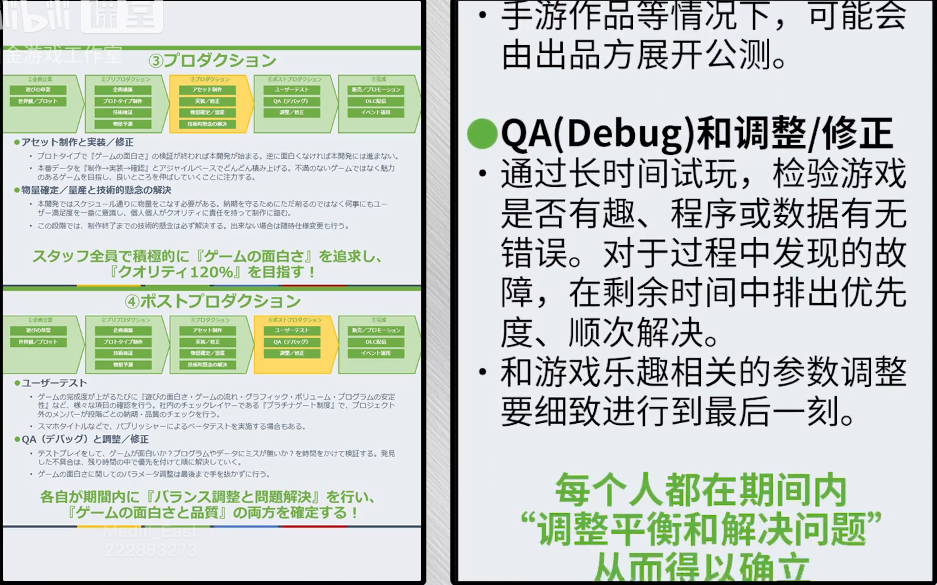 bilibili 课堂
金游戏工作室
③プロダクション
①企画立案
②プリプロダクション
③プロダクション
④ポストプロダクション
⑤完成
遊びの草案
世界観／プロット
企画構築
プロトタイプ制作
技術検証
物量予測
アセット制作
実装／修正
物量確定／量産
技術的懸念の解決
ユーザーテスト
QA（デバッグ）
調整／修正
販売／プロモーション
DLC配信
イベント運用
●アセット制作と実装／修正
・プロトタイプで『ゲームの面白さ』の検証が終われば本開発が始まる。逆に面白くなければ本開発には進まない。
・本番データを『制作→実装→確認』とアジャイルベースでどんどん積み上げる。不満のないゲームではなく魅力
のあるゲームを目指し、良いところを伸ばしていくことに注力する。
●物量確定／量産と技術的懸念の解決
・本開発ではスケジュール通りに物量をこなす必要がある。納期を守るためにただ削るのではなく何事にもユー
ザー満足度を一番に意識し、個人個人がクオリティに責任を持って制作に臨む。
・この段階では、制作終了までの技術的懸念は必ず解決する。出来ない場合は随時仕様変更も行う。
スタッフ全員で積極的に『ゲームの面白さ』を追求し、
『クオリティ120%』を目指す！
④ポストプロダクション
①企画立案
②プリプロダクション
③プロダクション
④ポストプロダクション
⑤完成
遊びの草案
世界観／プロット
企画構築
プロトタイプ制作
技術検証
物量予測
アセット制作
実装／修正
物量確定／量産
技術的懸念の解決
ユーザーテスト
QA（デバッグ）
調整／修正
販売／プロモーション
DLC配信
イベント運用
●ユーザーテスト
・ゲームの完成度が上がるたびに『遊びの面白さ・ゲームの流れ・グラフィック・ボリューム・プログラムの安定
性』など、様々な項目の確認を行う。社内のチェックレイヤーである『プラチナゲート制度』で、プロジェクト
外のメンバーが段階ごとの納期・品質のチェックを行う。
・スマホタイトルなどで、パブリッシャーによるベータテストを実施する場合もある。
●QA（デバッグ）と調整／修正
・テストプレイをして、ゲームが面白いか？プログラムやデータにミスが無いか？を時間をかけて検証する。発見
した不具合は、残り時間の中で優先を付けて順に解決していく。
・ゲームの面白さに関してのパラメータ調整は最後まで手を抜かずに行う。
各自が期間内に『バランス調整と問題解決』を行い、
『ゲームの面白さと品質』の両方を確定する！
222883273
・手游作品等情况下，可能会
由出品方展开公测。
●QA(Debug)和调整/修正
・通过长时间试玩，检验游戏
是否有趣、程序或数据有无
错误。对于过程中发现的故
障，在剩余时间中排出优先
度、顺次解决。
・和游戏乐趣相关的参数调整
要细致进行到最后一刻。
每个人都在期间内
“调整平衡和解决问题”
从而得以确立